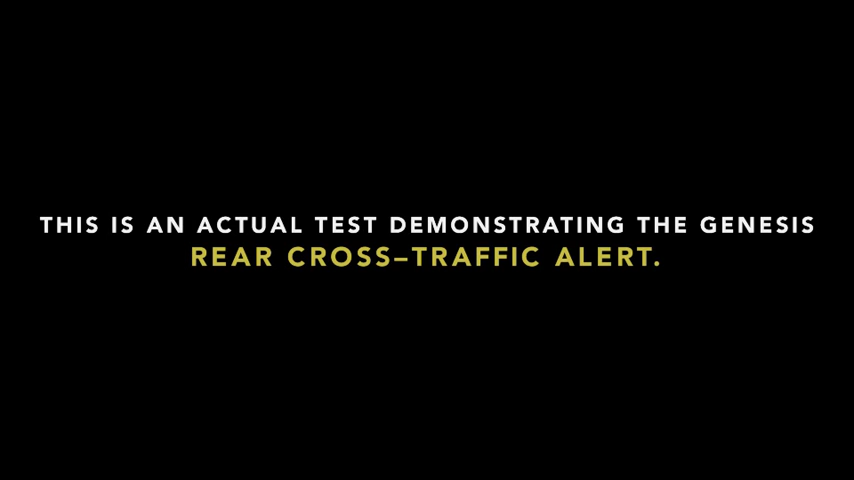 THIS IS AN ACTUAL TEST DEMONSTRATING THE GENESIS
REAR CROSS–TRAFFIC ALERT.